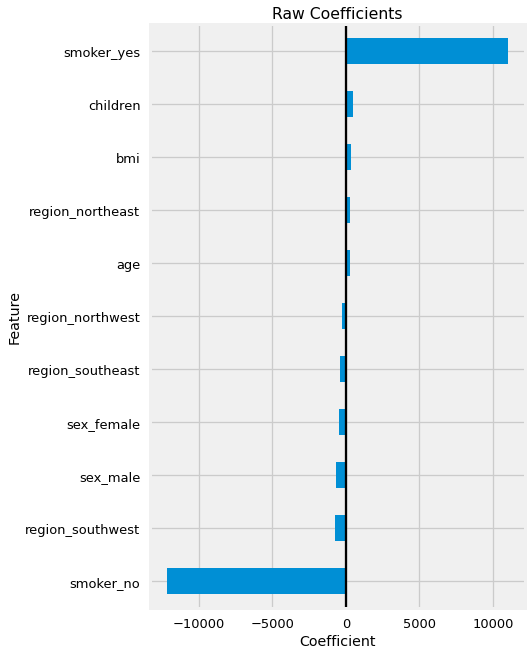 Raw Coefficients
smoker_yes
children
bmi
region_northeast
age
region_northwest
region_southeast
sex_female
sex_male
region_southwest
smoker_no
Feature
−10000 −5000 0 5000 10000
Coefficient